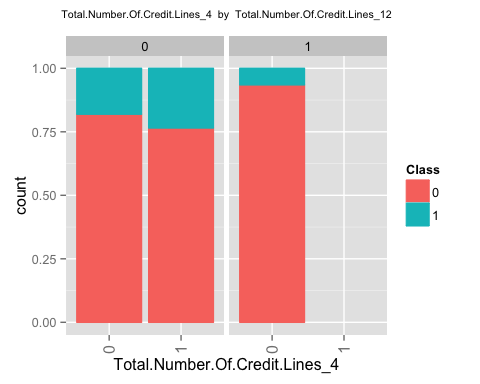 Total.Number.Of.Credit.Lines_4 by Total.Number.Of.Credit.Lines_12
0 1
1.00
0.75
0.50
0.25
0.00
count
0 1 0 1
Total.Number.Of.Credit.Lines_4
Class
0
1